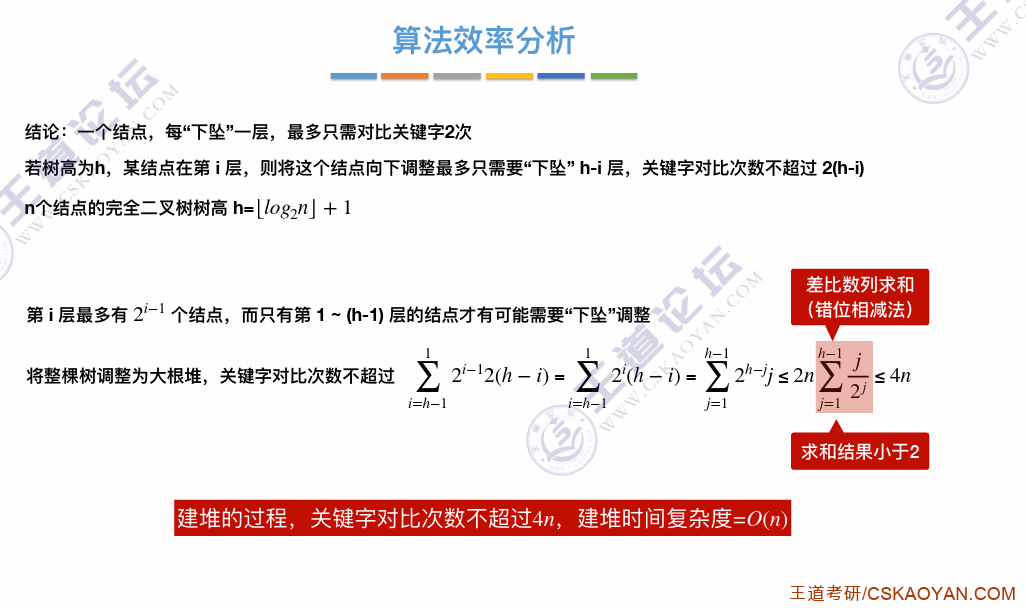 算法效率分析
结论：一个结点，每“下坠”一层，最多只需对比关键字2次
若树高为h，某结点在第 i 层，则将这个结点向下调整最多只需要“下坠” h-i 层，关键字对比次数不超过 2(h-i)
n个结点的完全二叉树树高 h=⌊log₂n⌋ + 1
差比数列求和
（错位相减法）
第 i 层最多有 2^{i−1} 个结点，而只有第 1 ~ (h-1) 层的结点才有可能需要“下坠”调整
将整棵树调整为大根堆，关键字对比次数不超过 \sum_{i=h−1}^{1} 2^{i−1}2(h − i) = \sum_{i=h−1}^{1} 2^{i}(h − i) = \sum_{j=1}^{h−1} 2^{h−j}j ≤ 2n \sum_{j=1}^{h−1} \frac{j}{2^{j}} ≤ 4n
求和结果小于2
建堆的过程，关键字对比次数不超过4n，建堆时间复杂度=O(n)
王道考研/CSKAOYAN.COM
王道论坛
WWW.CSKAOYAN.COM